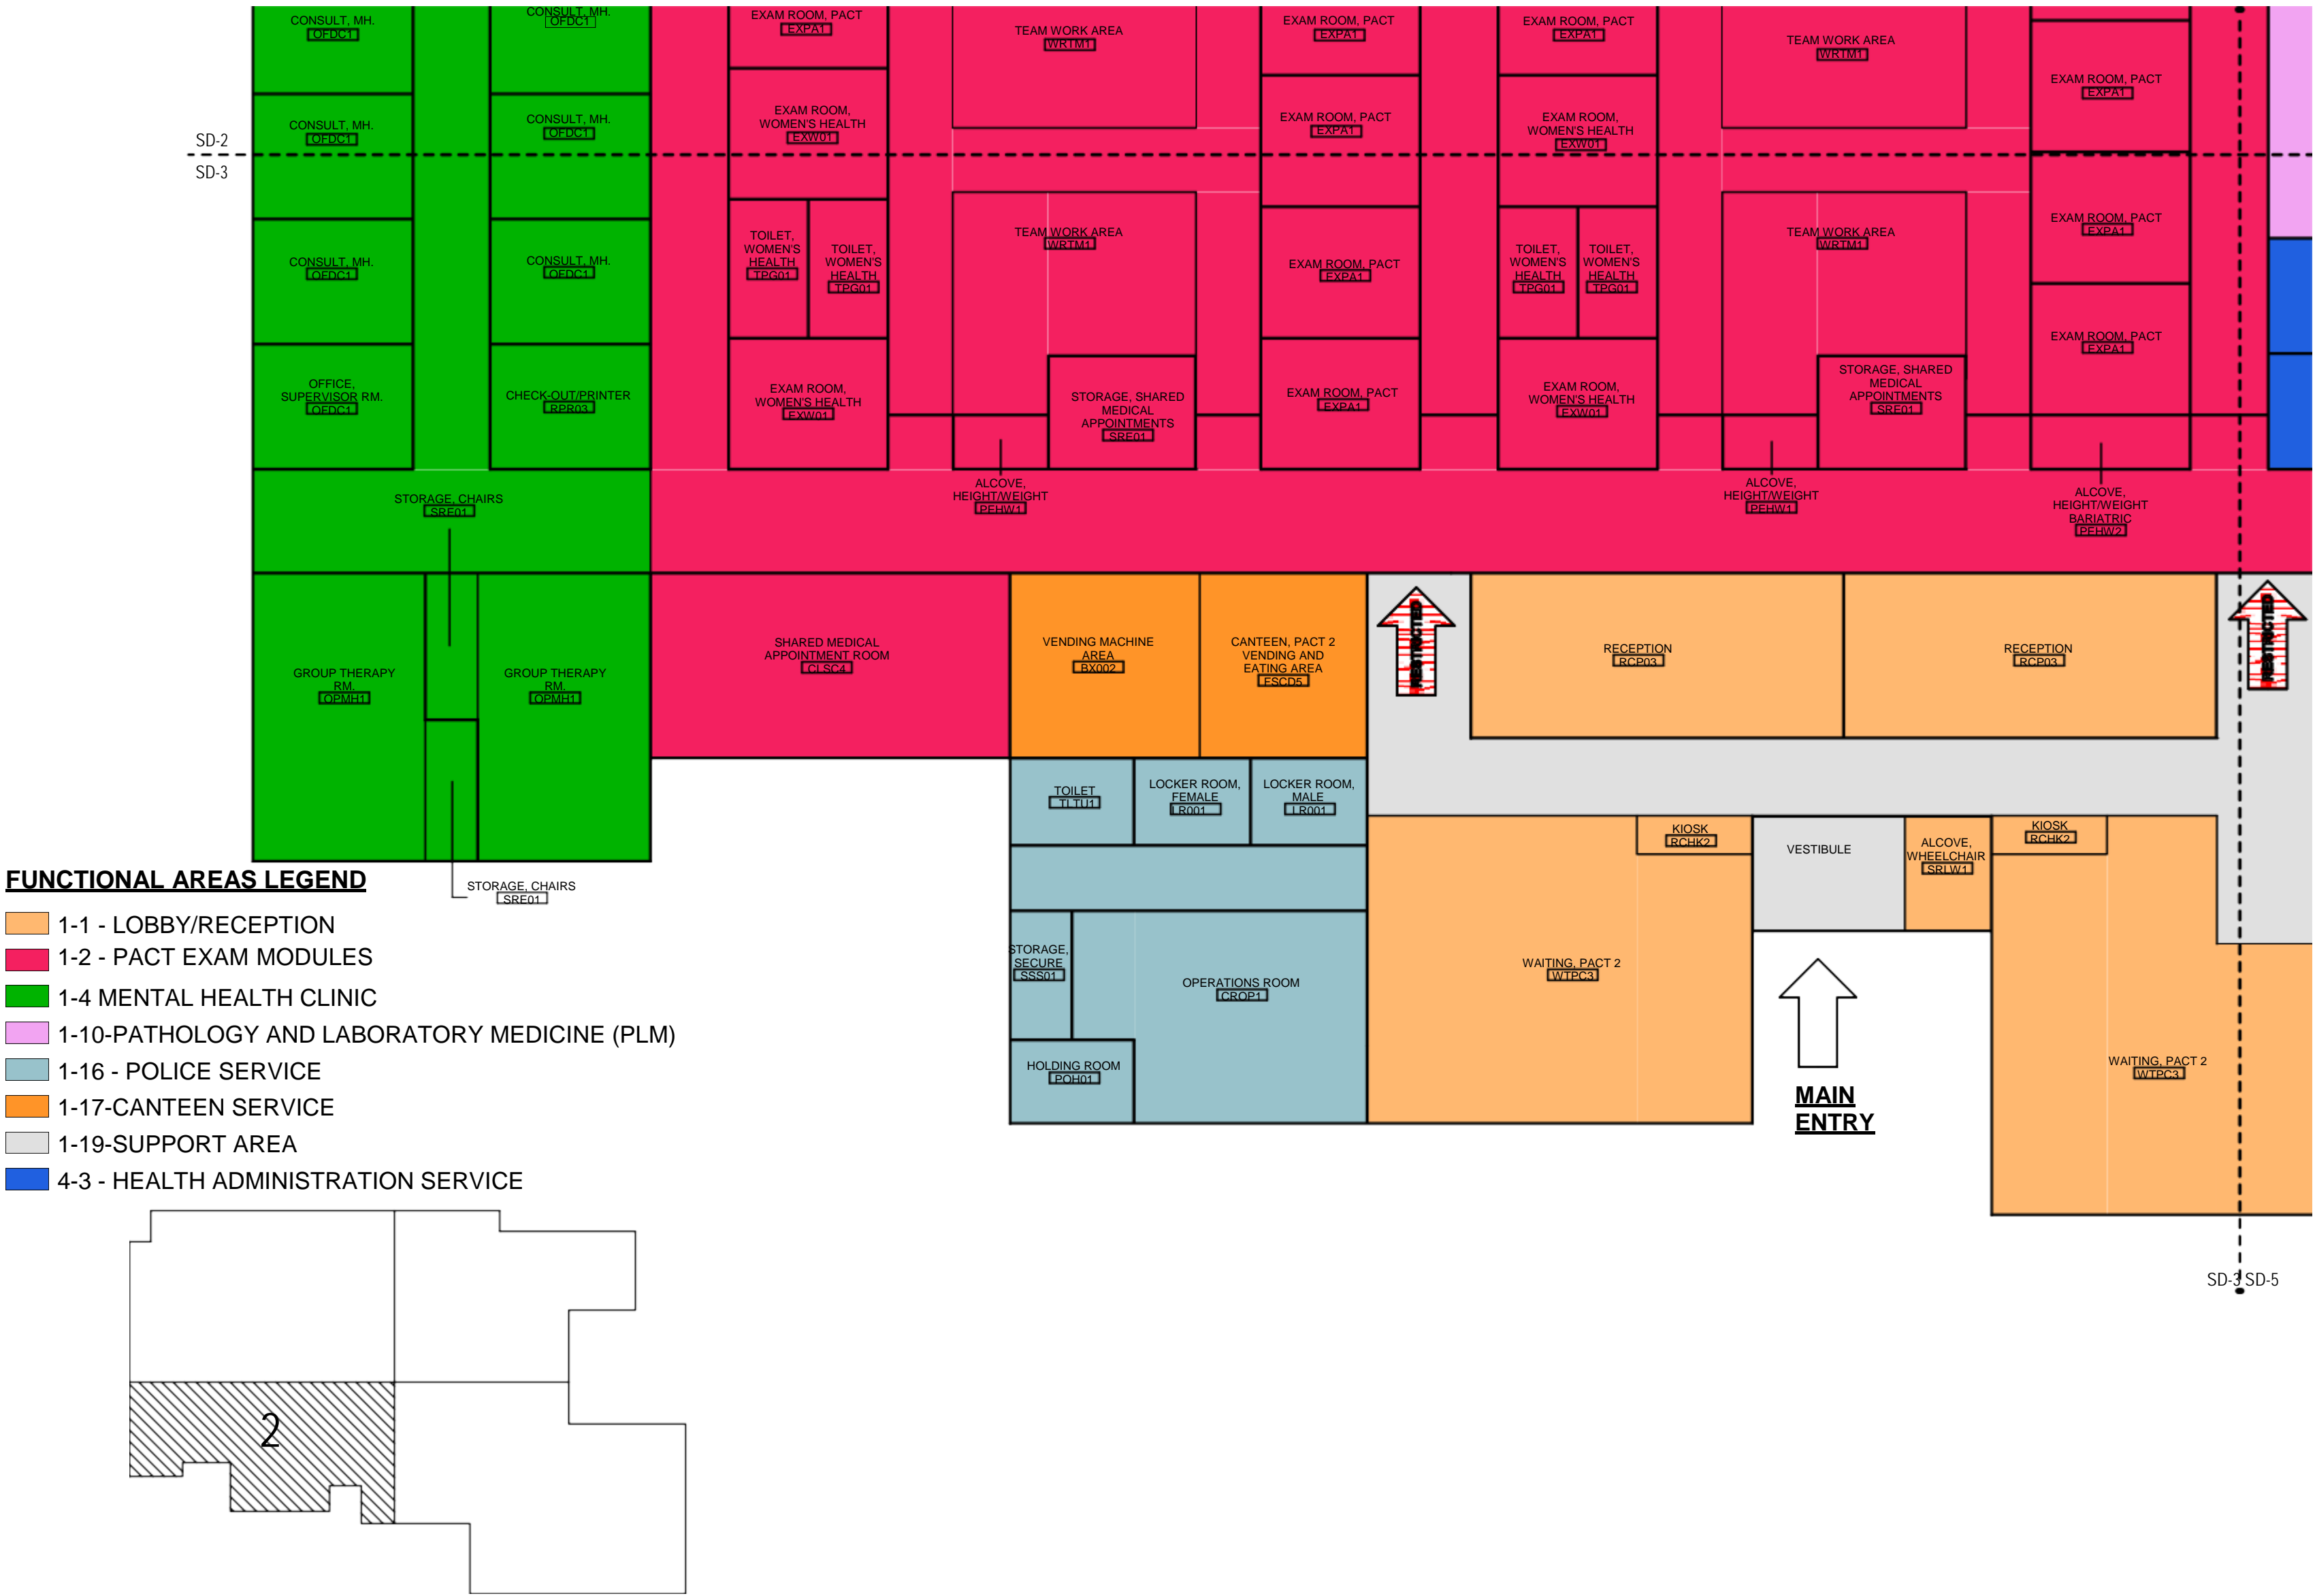 CONSULT, MH.
OFDC1
CONSULT, MH.
OFDC1
EXAM ROOM, PACT
EXPA1
TEAM WORK AREA
WRTM1
EXAM ROOM, PACT
EXPA1
EXAM ROOM, PACT
EXPA1
TEAM WORK AREA
WRTM1
EXAM ROOM, PACT
EXPA1
CONSULT, MH.
OFDC1
CONSULT, MH.
OFDC1
EXAM ROOM,
WOMEN'S HEALTH
EXW01
EXAM ROOM, PACT
EXPA1
EXAM ROOM,
WOMEN'S HEALTH
EXW01
SD-2
SD-3
CONSULT, MH.
OFDC1
CONSULT, MH.
OFDC1
TOILET,
WOMEN'S
HEALTH
TPG01
TOILET,
WOMEN'S
HEALTH
TPG01
TEAM WORK AREA
WRTM1
EXAM ROOM, PACT
EXPA1
TOILET,
WOMEN'S
HEALTH
TPG01
TOILET,
WOMEN'S
HEALTH
TPG01
TEAM WORK AREA
WRTM1
EXAM ROOM, PACT
EXPA1
EXAM ROOM, PACT
EXPA1
OFFICE,
SUPERVISOR RM.
OFDC1
CHECK-OUT/PRINTER
RPR03
EXAM ROOM,
WOMEN'S HEALTH
EXW01
STORAGE, SHARED
MEDICAL
APPOINTMENTS
SRE01
EXAM ROOM, PACT
EXPA1
EXAM ROOM,
WOMEN'S HEALTH
EXW01
STORAGE, SHARED
MEDICAL
APPOINTMENTS
SRE01
STORAGE, CHAIRS
SRE01
ALCOVE,
HEIGHT/WEIGHT
PEHW1
ALCOVE,
HEIGHT/WEIGHT
PEHW1
ALCOVE,
HEIGHT/WEIGHT
BARIATRIC
PEHW2
GROUP THERAPY
RM.
OPMH1
GROUP THERAPY
RM.
OPMH1
SHARED MEDICAL
APPOINTMENT ROOM
CLSC4
VENDING MACHINE
AREA
BX002
CANTEEN, PACT 2
VENDING AND
EATING AREA
FSCD5
RESTRICTED
RECEPTION
RCP03
RECEPTION
RCP03
RESTRICTED
TOILET
TLTU1
LOCKER ROOM,
FEMALE
LR001
LOCKER ROOM,
MALE
LR001
KIOSK
RCHK2
VESTIBULE
ALCOVE,
WHEELCHAIR
SRLW1
KIOSK
RCHK2
STORAGE, CHAIRS
SRE01
STORAGE,
SECURE
SSS01
OPERATIONS ROOM
CROP1
WAITING, PACT 2
WTPC3
HOLDING ROOM
POH01
WAITING, PACT 2
WTPC3
MAIN
ENTRY
SD-3 SD-5
FUNCTIONAL AREAS LEGEND
1-1 - LOBBY/RECEPTION
1-2 - PACT EXAM MODULES
1-4 MENTAL HEALTH CLINIC
1-10-PATHOLOGY AND LABORATORY MEDICINE (PLM)
1-16 - POLICE SERVICE
1-17-CANTEEN SERVICE
1-19-SUPPORT AREA
4-3 - HEALTH ADMINISTRATION SERVICE
2